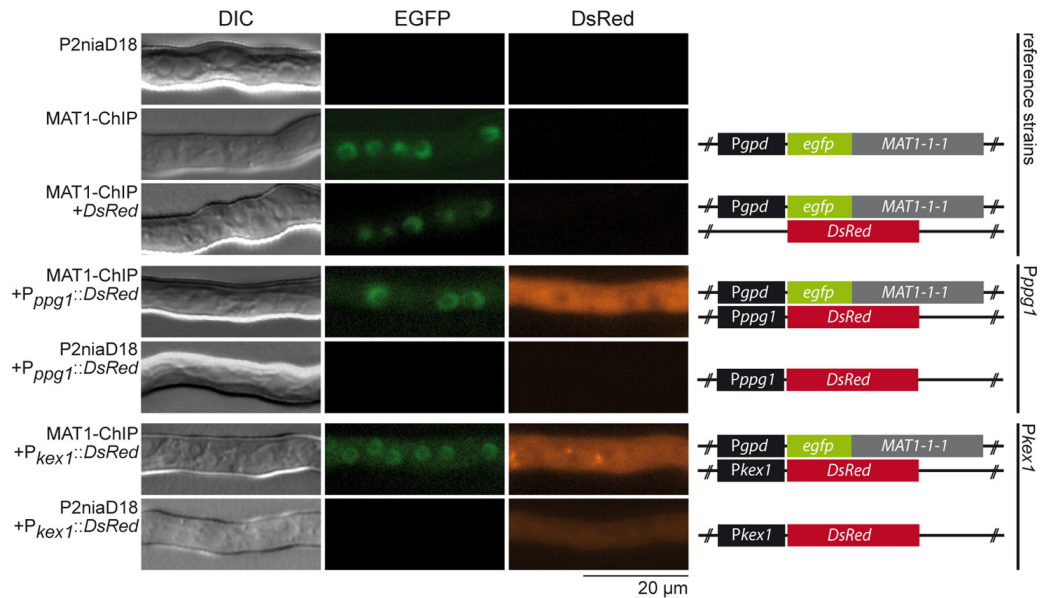 DIC EGFP DsRed
P2niaD18
MAT1-ChIP
Pgpd egfp MAT1-1-1
MAT1-ChIP
+DsRed
Pgpd egfp MAT1-1-1
DsRed
reference strains
MAT1-ChIP
+Pppg1::DsRed
Pgpd egfp MAT1-1-1
Pppg1 DsRed
P2niaD18
+Pppg1::DsRed
Pppg1 DsRed
Pppg1
MAT1-ChIP
+Pkex1::DsRed
Pgpd egfp MAT1-1-1
Pkex1 DsRed
P2niaD18
+Pkex1::DsRed
Pkex1 DsRed
Pkex1
20 µm